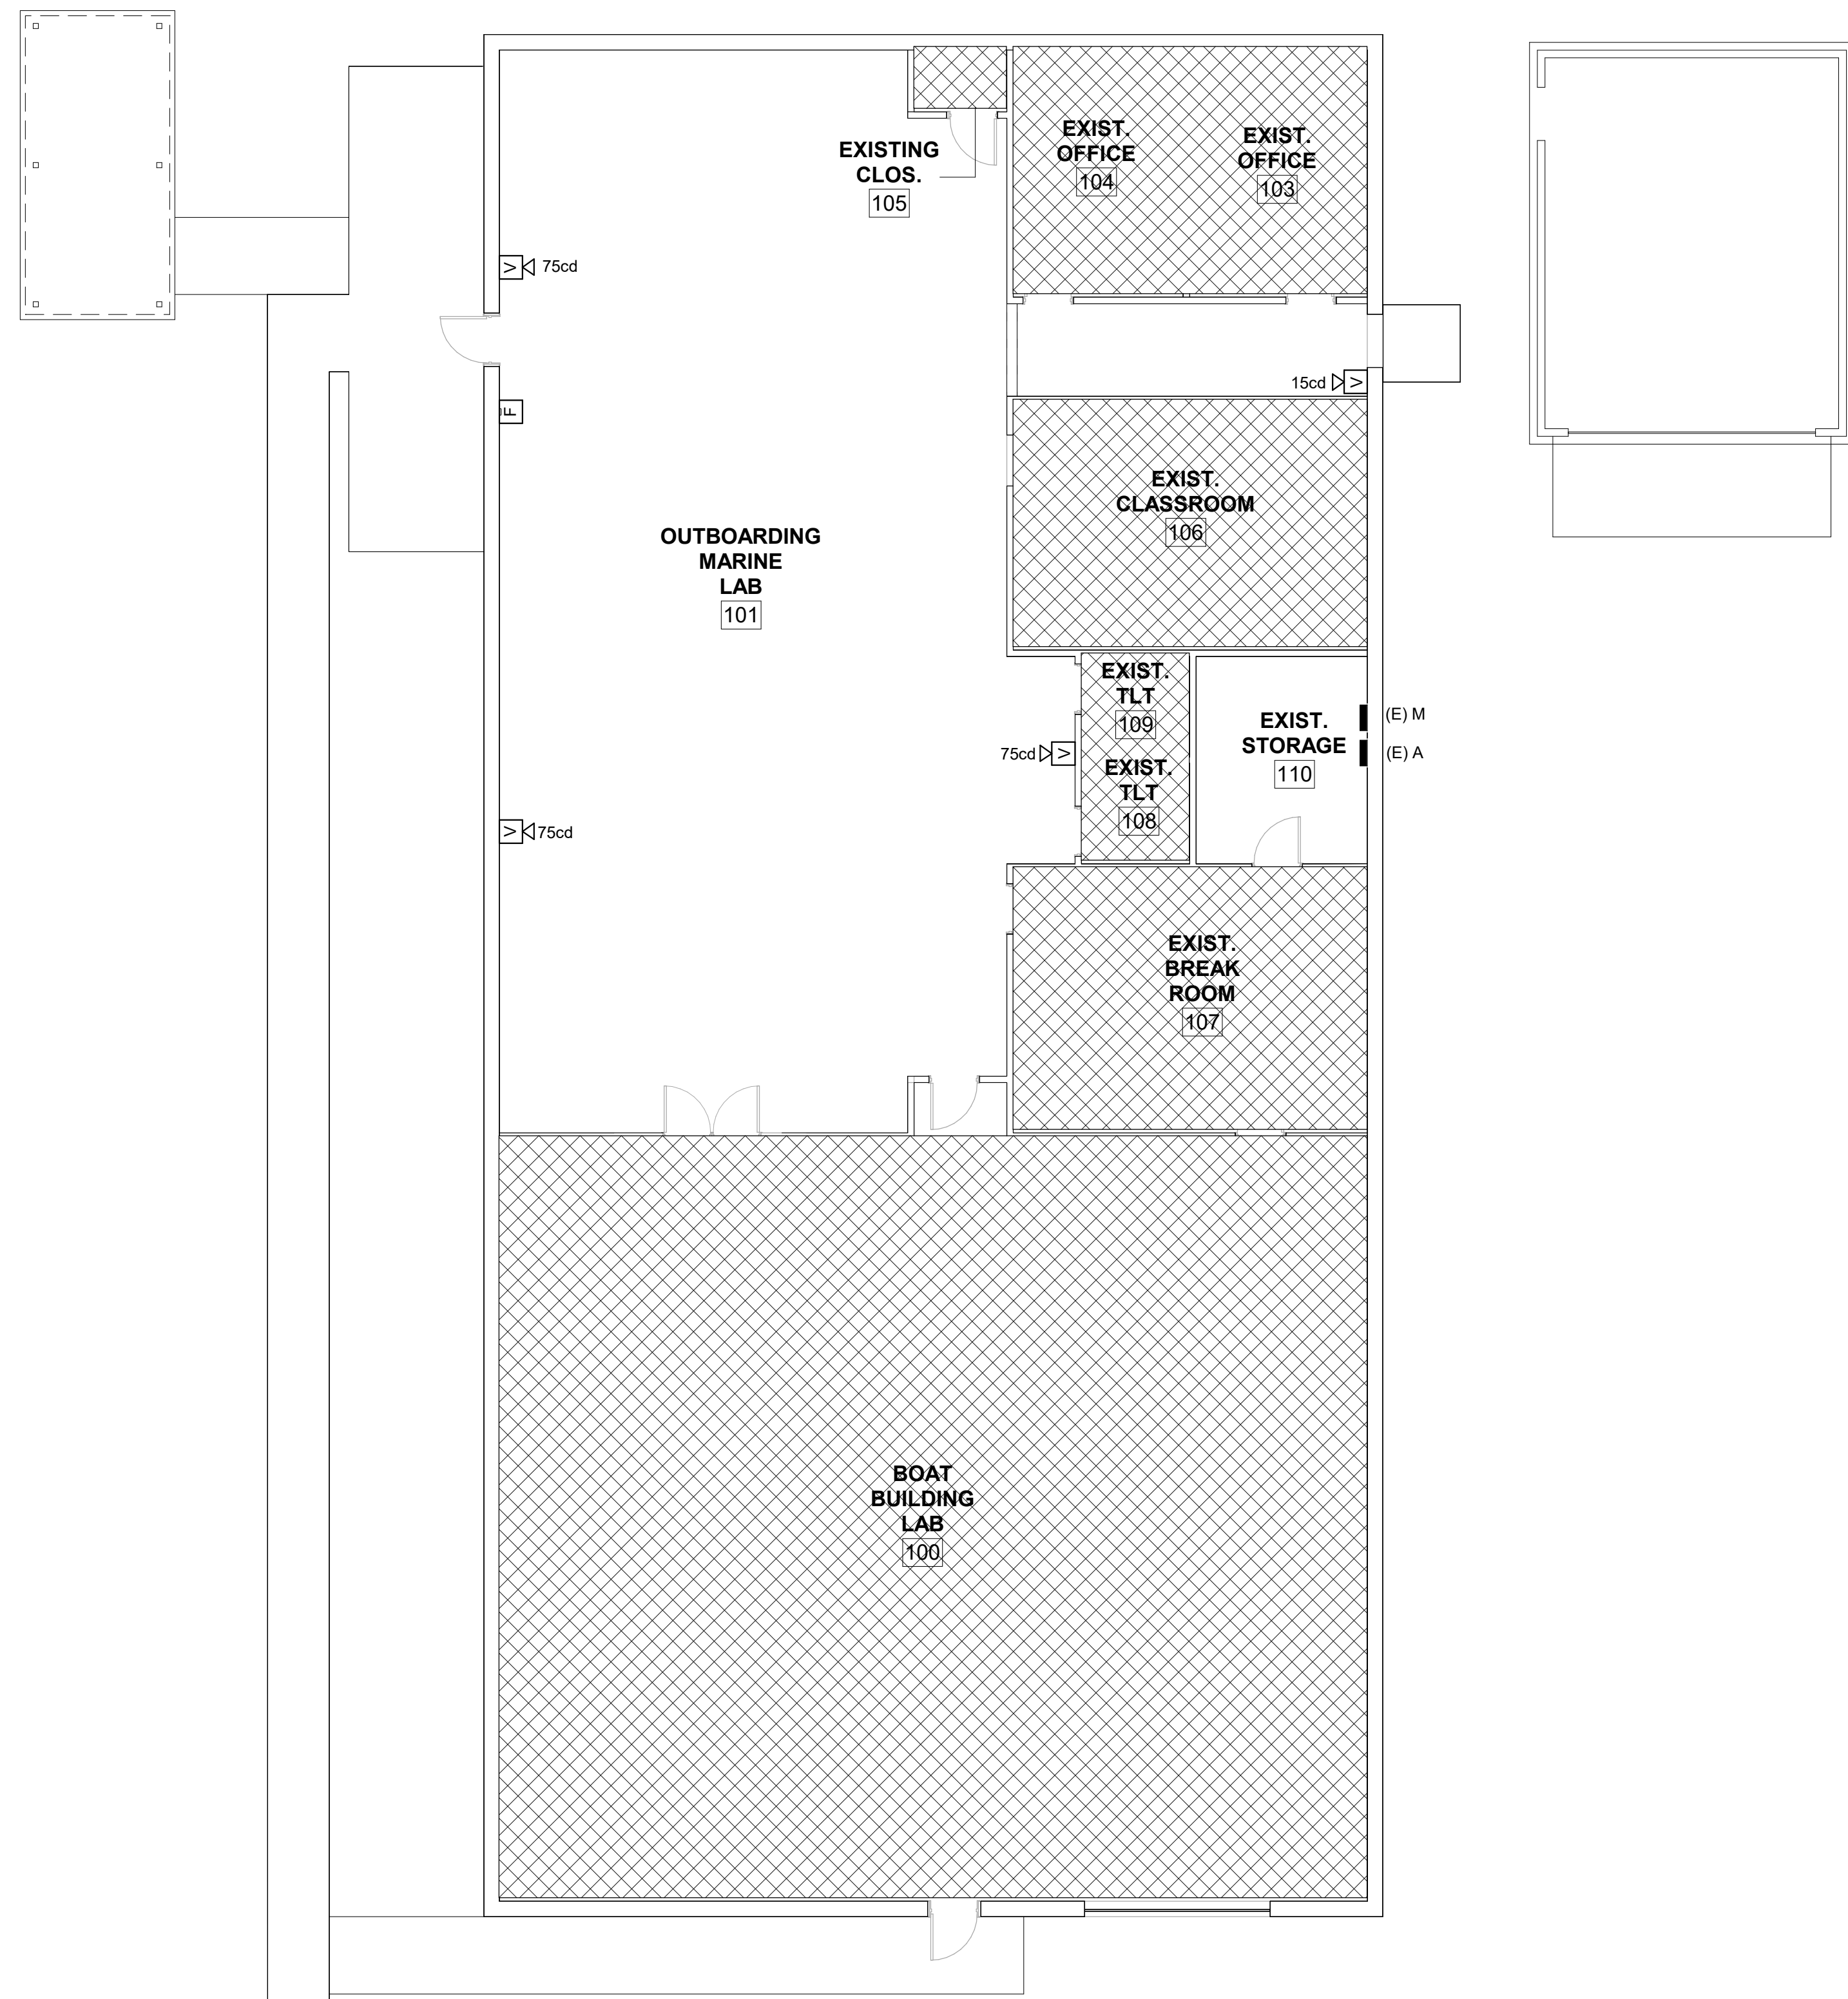 EXISTING
CLOS.
105
EXIST.
OFFICE
104
EXIST.
OFFICE
103
V
75cd
15cd
V
F
EXIST.
CLASSROOM
106
OUTBOARDING
MARINE
LAB
101
EXIST.
TLT
109
EXIST.
STORAGE
110
(E) M
(E) A
75cd
V
EXIST.
TLT
108
V
75cd
EXIST.
BREAK
ROOM
107
BOAT
BUILDING
LAB
100